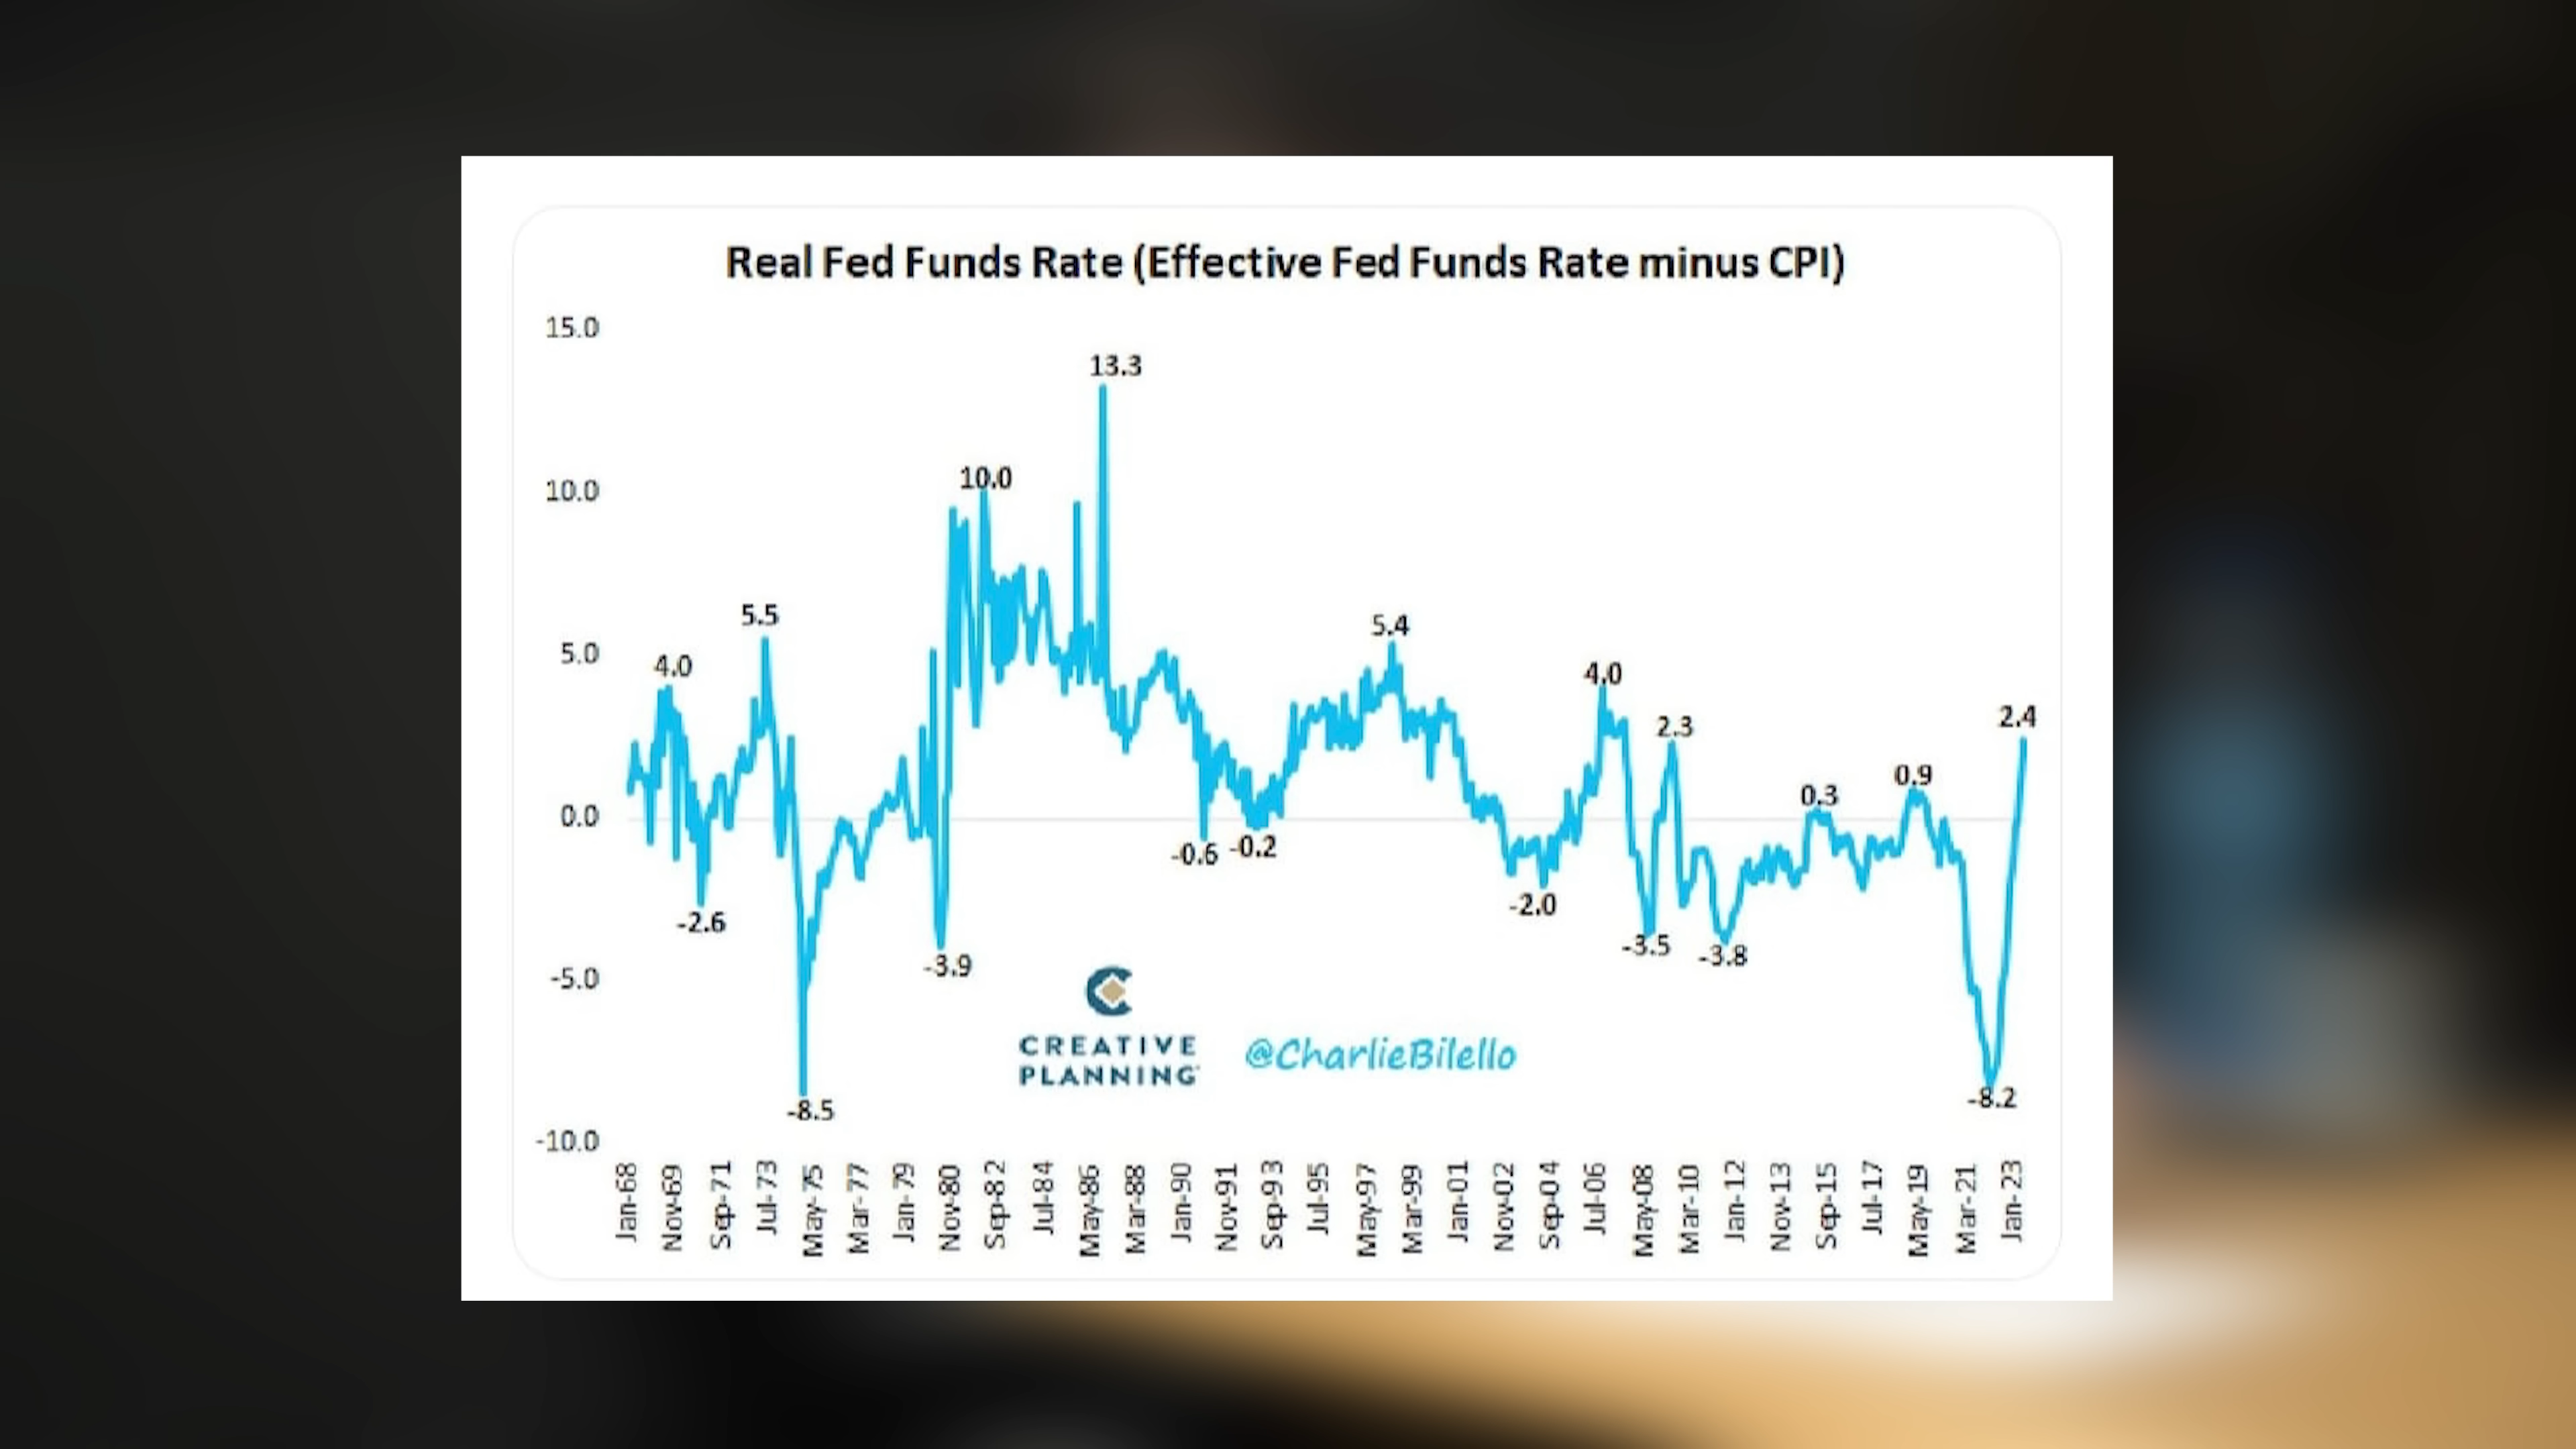 Real Fed Funds Rate (Effective Fed Funds Rate minus CPI)
15.0
13.3
10.0
10.0
5.5
5.4
5.0
4.0
4.0
2.3
2.4
0.3
0.9
0.0
-0.6
-0.2
-2.6
-2.0
-3.9
-3.5
-3.8
-5.0
CREATIVE
PLANNING
@CharlieBilello
-8.5
-8.2
-10.0
Jan-68
Nov-69
Sep-71
Jul-73
May-75
Mar-77
Jan-79
Nov-80
Sep-82
Jul-84
May-86
Mar-88
Jan-90
Nov-91
Sep-93
Jul-95
May-97
Mar-99
Jan-01
Nov-02
Sep-04
Jul-06
May-08
Mar-10
Jan-12
Nov-13
Sep-15
Jul-17
May-19
Mar-21
Jan-23